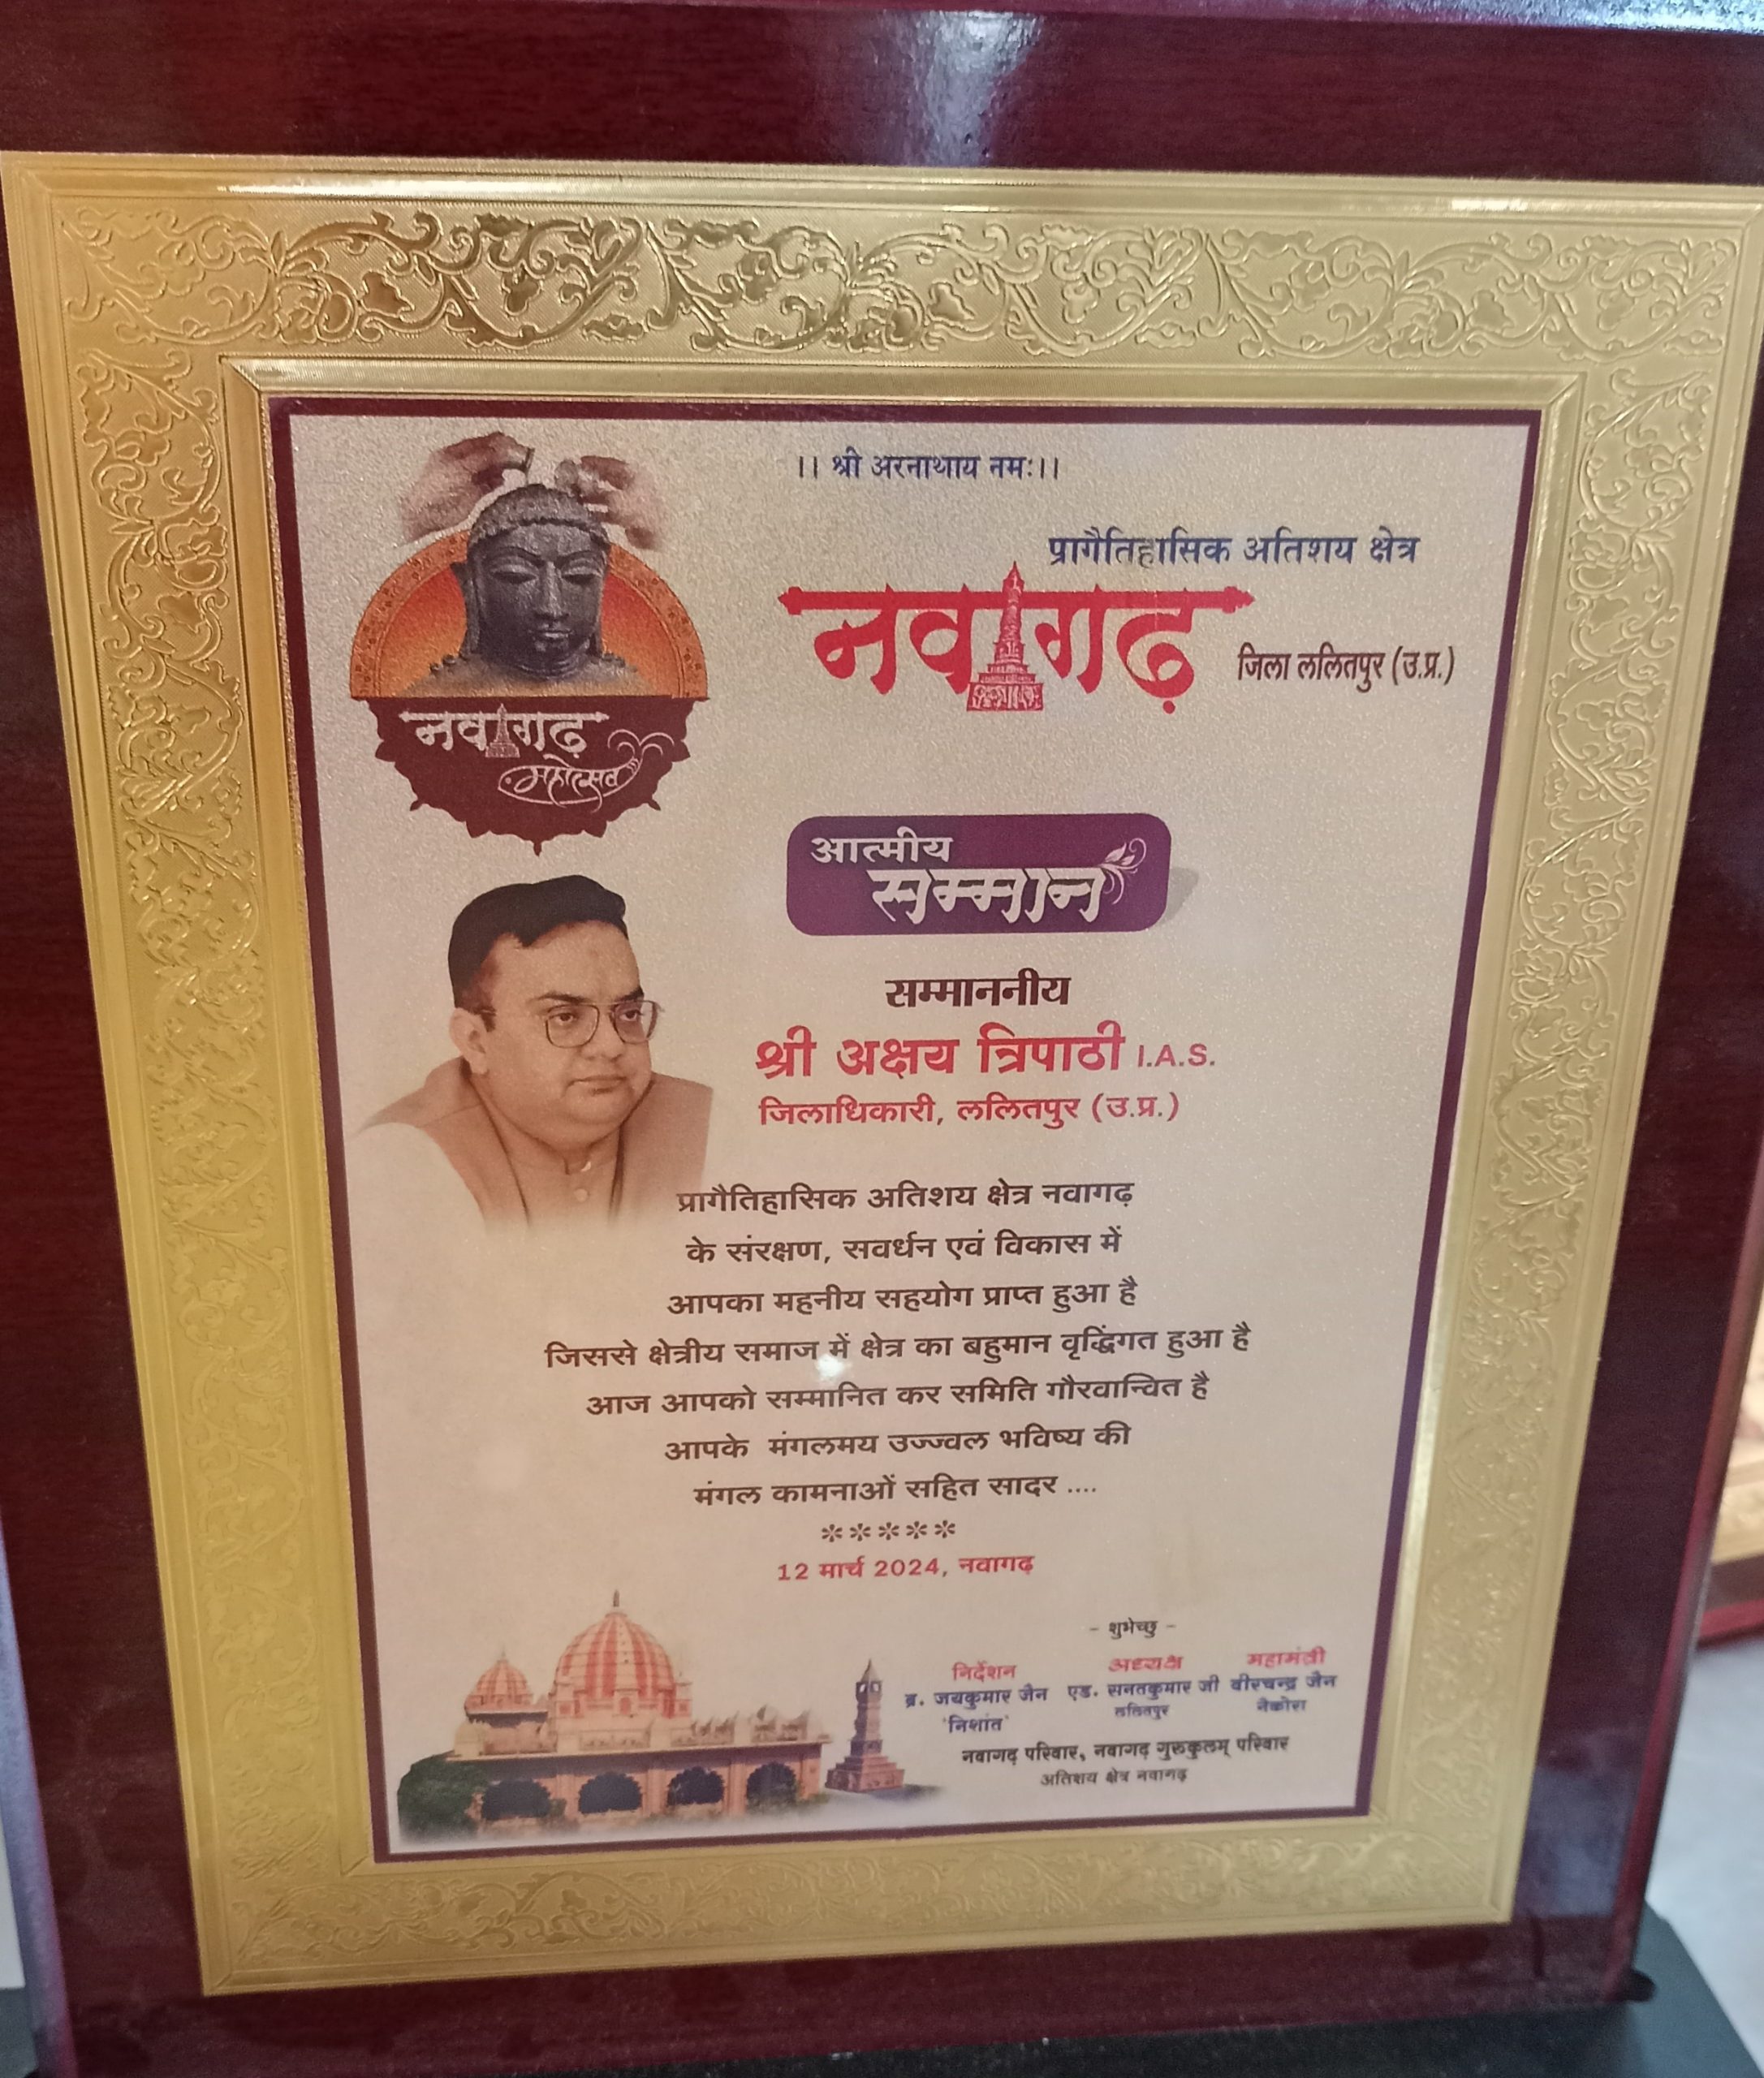 ।। श्री अरनाथाय नमः।।
प्रागैतिहासिक अतिशय क्षेत्र
नवागढ़
जिला ललितपुर (उ.प्र.)
नवागढ़
महोत्सव
आत्मीय
सम्मान
सम्माननीय
श्री अक्षय त्रिपाठी I.A.S.
जिलाधिकारी, ललितपुर (उ.प्र.)
प्रागैतिहासिक अतिशय क्षेत्र नवागढ़
के संरक्षण, सवर्धन एवं विकास में
आपका महनीय सहयोग प्राप्त हुआ है
जिससे क्षेत्रीय समाज में क्षेत्र का बहुमान वृद्धिंगत हुआ है
आज आपको सम्मानित कर समिति गौरवान्वित है
आपके मंगलमय उज्ज्वल भविष्य की
मंगल कामनाओं सहित सादर ....
*****
12 मार्च 2024, नवागढ़
- शुभेच्छु -
निर्देशन अध्यक्ष महामंत्री
ब्र. जयकुमार जैन एड. सनतकुमार जी वीरचन्द्र जैन
'निशांत' ललितपुर नैकोरा
नवागढ़ परिवार, नवागढ़ गुरुकुलम् परिवार
अतिशय क्षेत्र नवागढ़